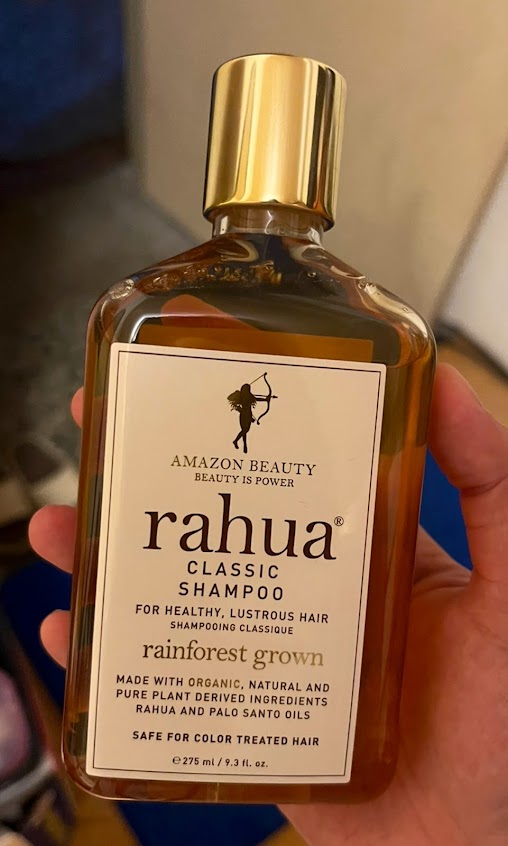 AMAZON BEAUTY
BEAUTY IS POWER
rahua®
CLASSIC
SHAMPOO
FOR HEALTHY, LUSTROUS HAIR
SHAMPOOING CLASSIQUE
rainforest grown
MADE WITH ORGANIC, NATURAL AND
PURE PLANT DERIVED INGREDIENTS
RAHUA AND PALO SANTO OILS
SAFE FOR COLOR TREATED HAIR
℮ 275 ml / 9.3 fl. oz.